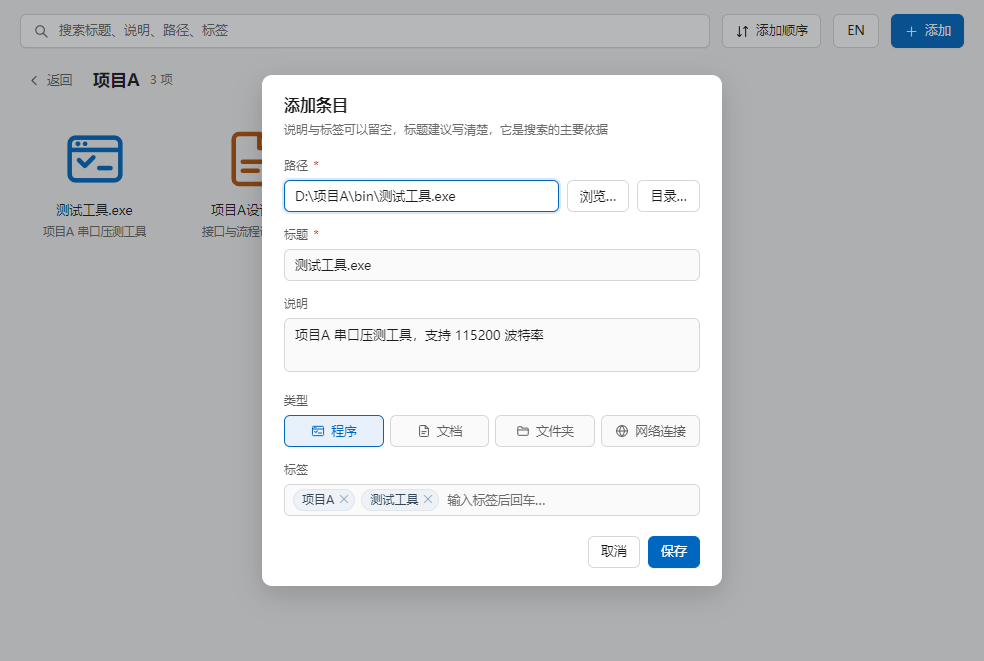 搜索标题、说明、路径、标签
添加顺序
EN
添加
返回 项目A 3 项
测试工具.exe
项目A 串口压测工具
项目A设
接口与流程
添加条目
说明与标签可以留空，标题建议写清楚，它是搜索的主要依据
路径 *
D:\项目A\bin\测试工具.exe
浏览...
目录...
标题 *
测试工具.exe
说明
项目A 串口压测工具，支持 115200 波特率
类型
程序
文档
文件夹
网络连接
标签
项目A
测试工具
输入标签后回车...
取消
保存